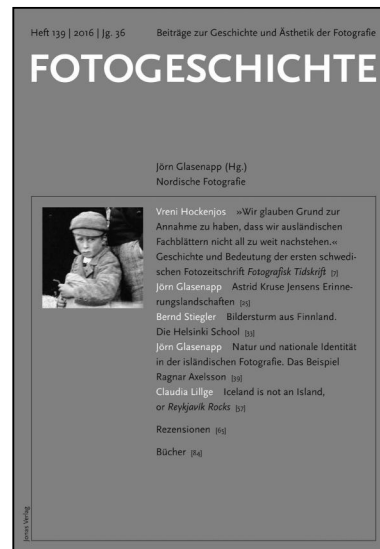 Heft 139 | 2016 | Jg. 36 Beiträge zur Geschichte und Ästhetik der Fotografie
FOTOGESCHICHTE
Jörn Glasenapp (Hg.)
Nordische Fotografie
Vreni Hockenjos »Wir glauben Grund zur
Annahme zu haben, dass wir ausländischen
Fachblättern nicht all zu weit nachstehen.«
Geschichte und Bedeutung der ersten schwedi-
schen Fotozeitschrift Fotografisk Tidskrift [7]
Jörn Glasenapp Astrid Kruse Jensens Erinne-
rungslandschaften [25]
Bernd Stiegler Bildersturm aus Finnland.
Die Helsinki School [33]
Jörn Glasenapp Natur und nationale Identität
in der isländischen Fotografie. Das Beispiel
Ragnar Axelsson [39]
Claudia Lillge Iceland is not an Island,
or Reykjavík Rocks [57]
Rezensionen [65]
Bücher [84]
Jonas Verlag